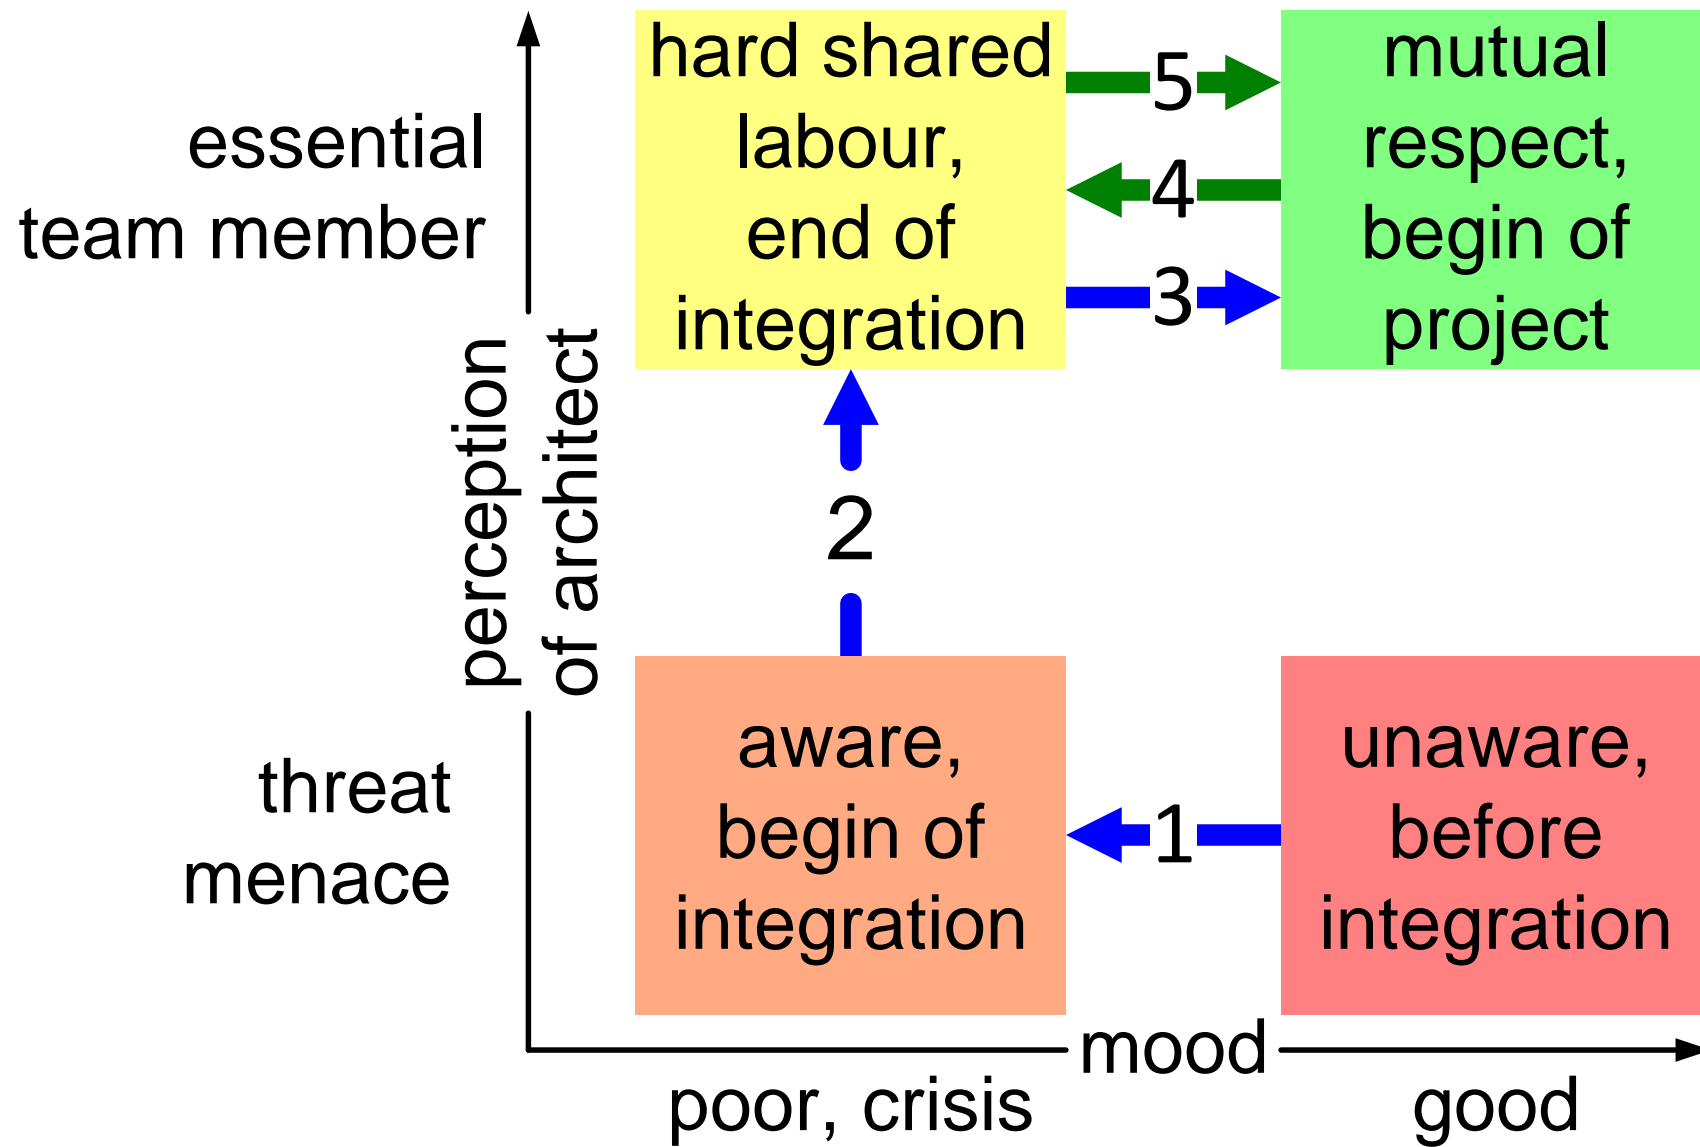 essential
team member
hard shared
labour,
end of
integration
5
4
3
mutual
respect,
begin of
project
perception
of architect
2
threat
menace
aware,
begin of
integration
1
unaware,
before
integration
mood
poor, crisis
good